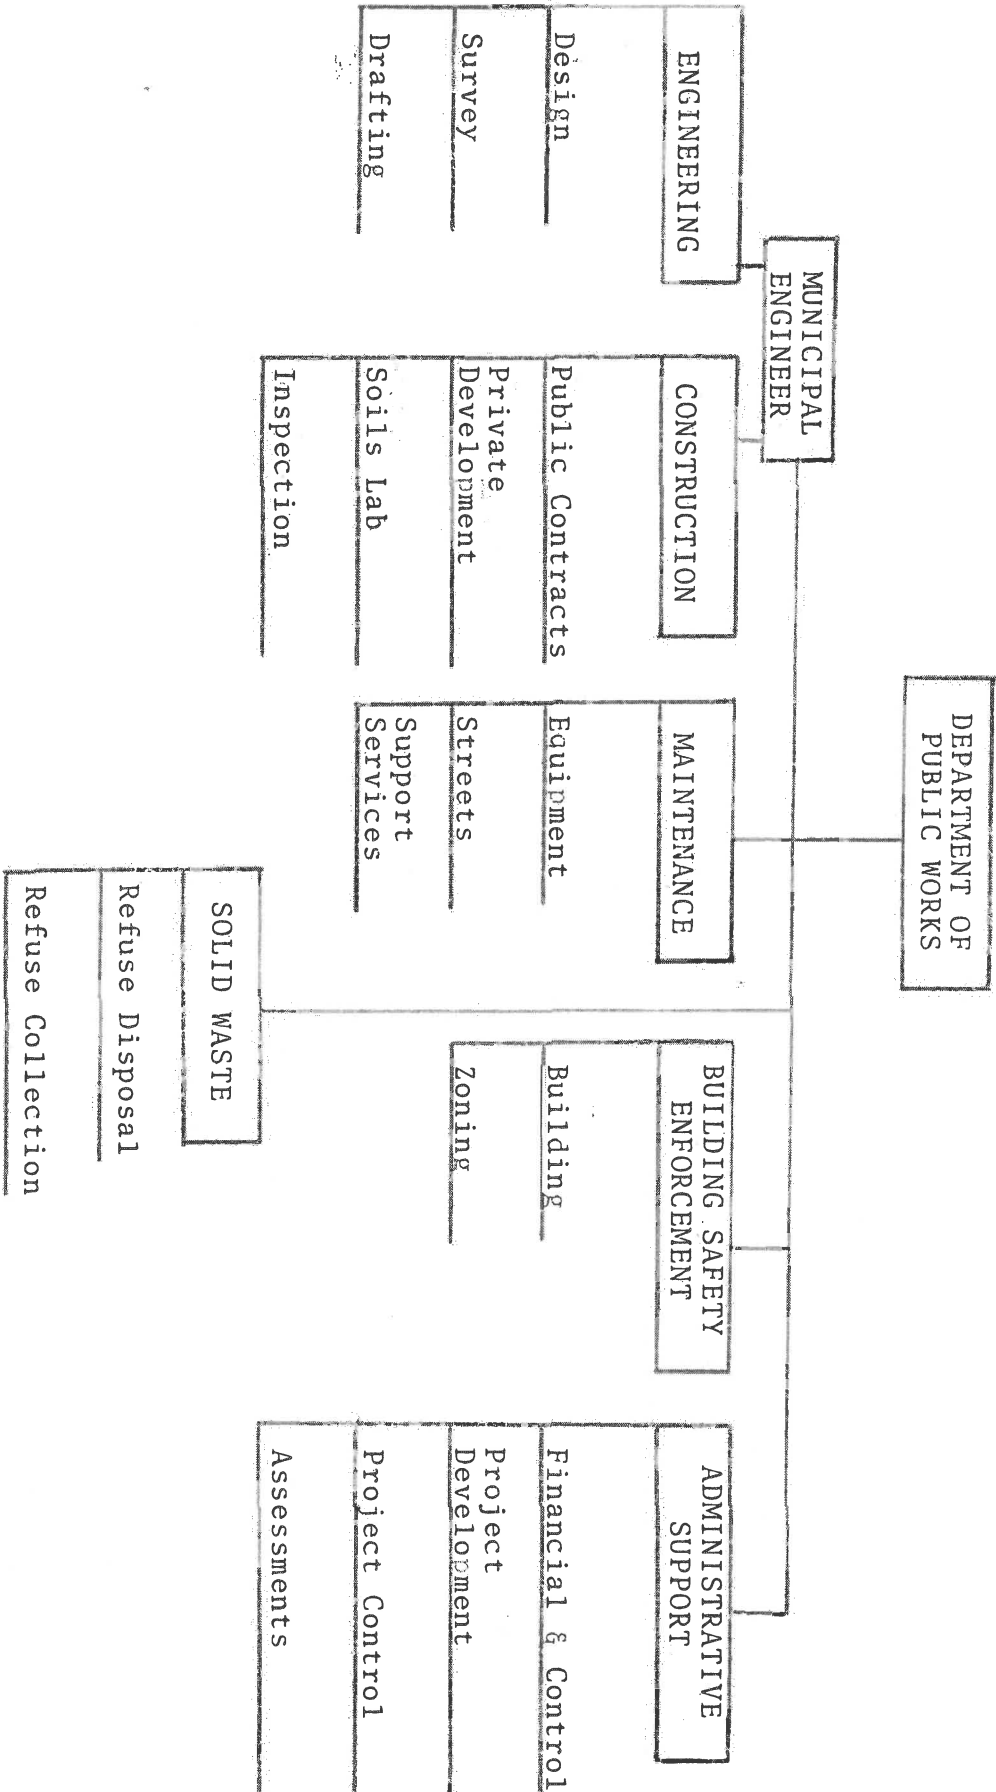 DEPARTMENT OF
PUBLIC WORKS
MUNICIPAL
ENGINEER
ENGINEERING
Design
Survey
Drafting
CONSTRUCTION
Public Contracts
Private
Development
Soils Lab
Inspection
MAINTENANCE
Equipment
Streets
Support
Services
BUILDING SAFETY
ENFORCEMENT
Building
Zoning
ADMINISTRATIVE
SUPPORT
Financial & Control
Project
Development
Project Control
Assessments
SOLID WASTE
Refuse Disposal
Refuse Collection